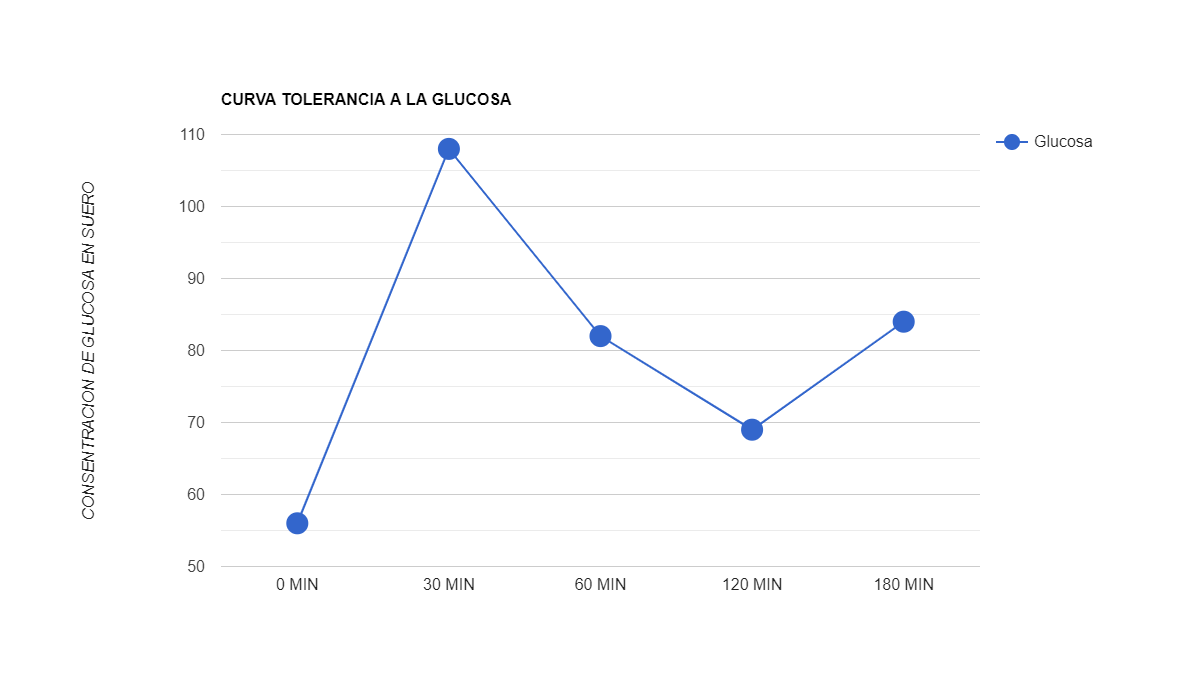 CURVA TOLERANCIA A LA GLUCOSA
Glucosa
CONSENTRACION DE GLUCOSA EN SUERO
110
100
90
80
70
60
50
0 MIN
30 MIN
60 MIN
120 MIN
180 MIN